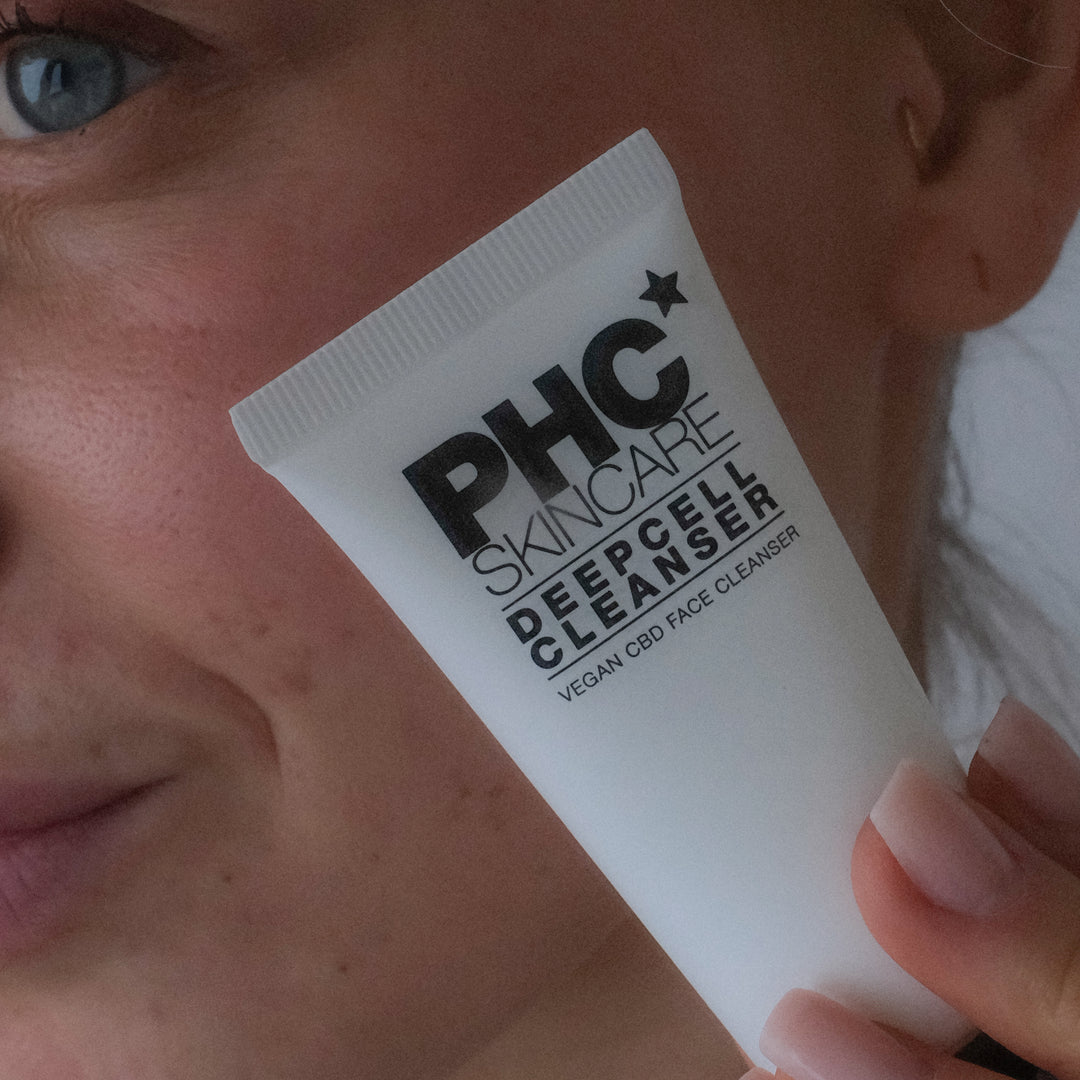 PHC
SKINCARE
DEEPCELL
CLEANSER
VEGAN CBD FACE CLEANSER